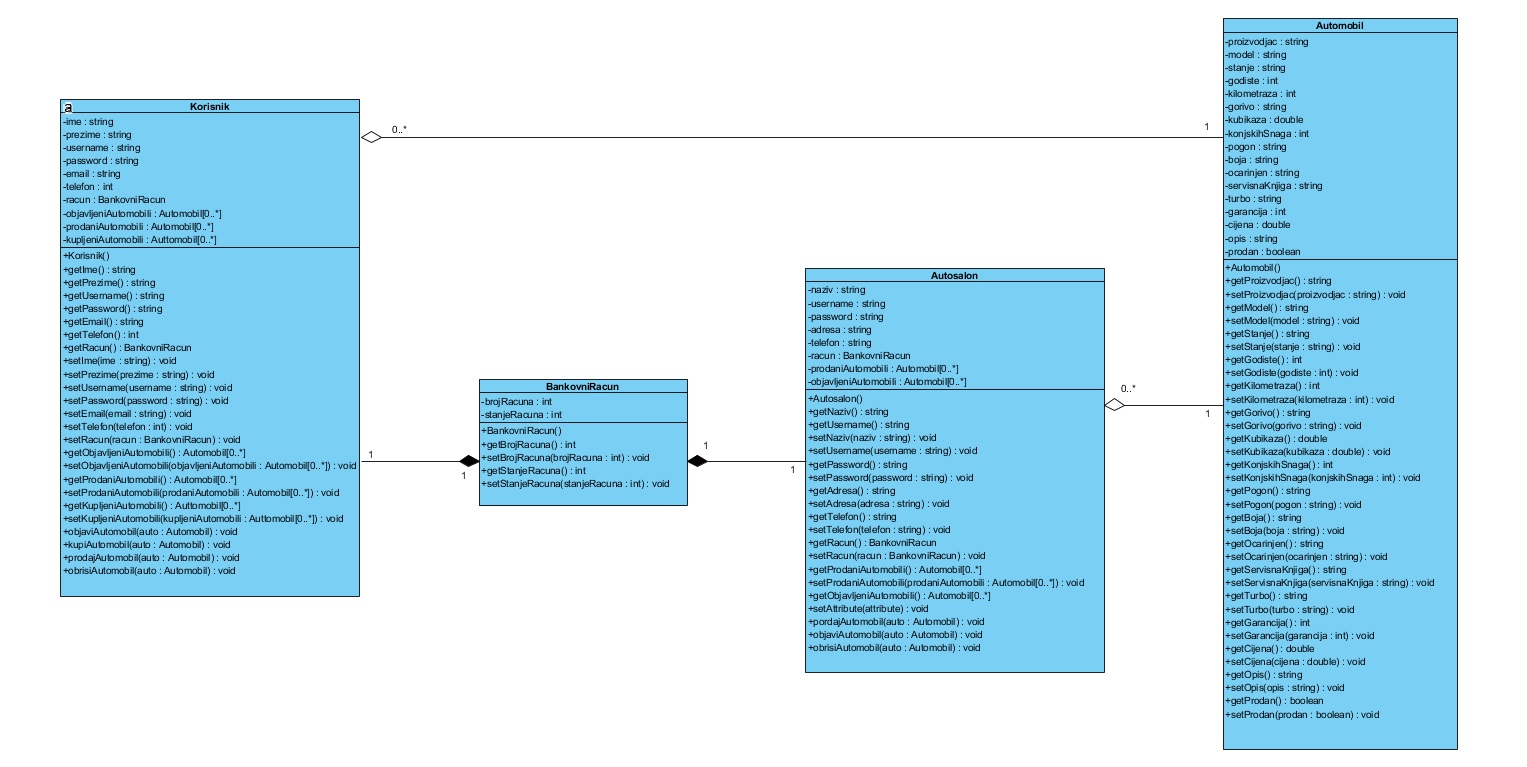 a
Korisnik
-ime : string
-prezime : string
-username : string
-password : string
-email : string
-telefon : int
-racun : BankovniRacun
-objavljeniAutomobili : Automobil[0..*]
-prodaniAutomobili : Automobil[0..*]
-kupljeniAutomobili : Auttomobil[0..*]
+Korisnik()
+getIme() : string
+getPrezime() : string
+getUsername() : string
+getPassword() : string
+getEmail() : string
+getTelefon() : int
+getRacun() : BankovniRacun
+setIme(ime : string) : void
+setPrezime(prezime : string) : void
+setUsername(username : string) : void
+setPassword(password : string) : void
+setEmail(email : string) : void
+setTelefon(telefon : int) : void
+setRacun(racun : BankovniRacun) : void
+getObjavljeniAutomobili() : Automobil[0..*]
+setObjavljeniAutomobili(objavljeniAutomobili : Automobil[0..*]) : void
+getProdaniAutomobili() : Automobil[0..*]
+setProdaniAutomobili(prodaniAutomobili : Automobil[0..*]) : void
+getKupljeniAutomobili() : Auttomobil[0..*]
+setKupljeniAutomobili(kupljeniAutomobili : Auttomobil[0..*]) : void
+objaviAutomobil(auto : Automobil) : void
+kupiAutomobil(auto : Automobil) : void
+prodajAutomobil(auto : Automobil) : void
+obrisiAutomobil(auto : Automobil) : void
0..*
1
1
1
BankovniRacun
-brojRacuna : int
-stanjeRacuna : int
+BankovniRacun()
+getBrojRacuna() : int
+setBrojRacuna(brojRacuna : int) : void
+getStanjeRacuna() : int
+setStanjeRacuna(stanjeRacuna : int) : void
1
1
Autosalon
-naziv : string
-username : string
-password : string
-adresa : string
-telefon : string
-racun : BankovniRacun
-prodaniAutomobili : Automobil[0..*]
-objavljeniAutomobili : Automobil[0..*]
+Autosalon()
+getNaziv() : string
+getUsername() : string
+setNaziv(naziv : string) : void
+setUsername(username : string) : void
+getPassword() : string
+setPassword(password : string) : void
+getAdresa() : string
+setAdresa(adresa : string) : void
+getTelefon() : string
+setTelefon(telefon : string) : void
+getRacun() : BankovniRacun
+setRacun(racun : BankovniRacun) : void
+getProdaniAutomobili() : Automobil[0..*]
+setProdaniAutomobili(prodaniAutomobili : Automobil[0..*]) : void
+getObjavljeniAutomobili() : Automobil[0..*]
+setAttribute(attribute) : void
+pordajAutomobil(auto : Automobil) : void
+objaviAutomobil(auto : Automobil) : void
+obrisiAutomobil(auto : Automobil) : void
0..*
1
Automobil
-proizvodjac : string
-model : string
-stanje : string
-godiste : int
-kilometraza : int
-gorivo : string
-kubikaza : double
-konjskihSnaga : int
-pogon : string
-boja : string
-ocarinjen : string
-servisnaKnjiga : string
-turbo : string
-garancija : int
-cijena : double
-opis : string
-prodan : boolean
+Automobil()
+getProizvodjac() : string
+setProizvodjac(proizvodjac : string) : void
+getModel() : string
+setModel(model : string) : void
+getStanje() : string
+setStanje(stanje : string) : void
+getGodiste() : int
+setGodiste(godiste : int) : void
+getKilometraza() : int
+setKilometraza(kilometraza : int) : void
+getGorivo() : string
+setGorivo(gorivo : string) : void
+getKubikaza() : double
+setKubikaza(kubikaza : double) : void
+getKonjskihSnaga() : int
+setKonjskihSnaga(konjskihSnaga : int) : void
+getPogon() : string
+setPogon(pogon : string) : void
+getBoja() : string
+setBoja(boja : string) : void
+getOcarinjen() : string
+setOcarinjen(ocarinjen : string) : void
+getServisnaKnjiga() : string
+setServisnaKnjiga(servisnaKnjiga : string) : void
+getTurbo() : string
+setTurbo(turbo : string) : void
+getGarancija() : int
+setGarancija(garancija : int) : void
+getCijena() : double
+setCijena(cijena : double) : void
+getOpis() : string
+setOpis(opis : string) : void
+getProdan() : boolean
+setProdan(prodan : boolean) : void